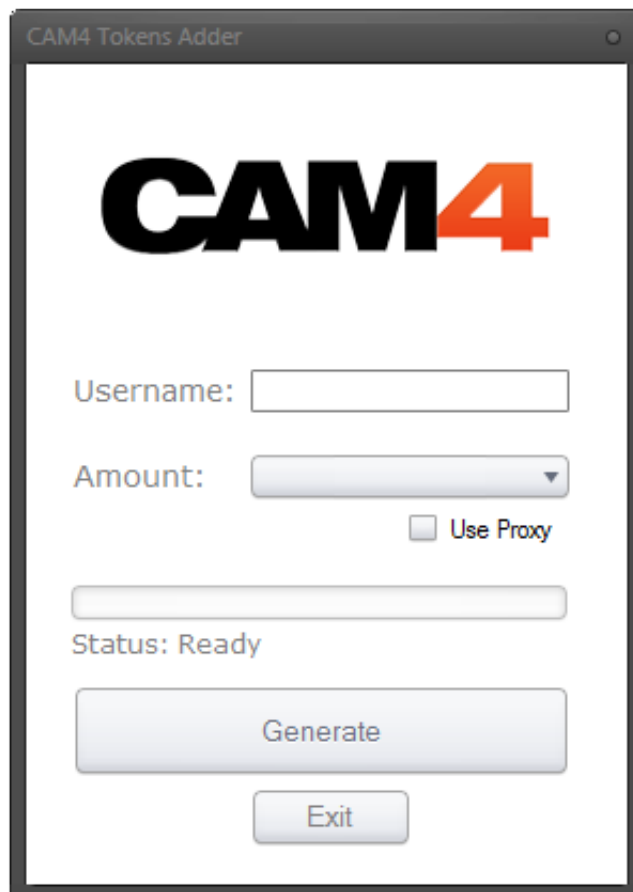 CAM4 Tokens Adder
CAM4
Username:
Amount:
Use Proxy
Status: Ready
Generate
Exit